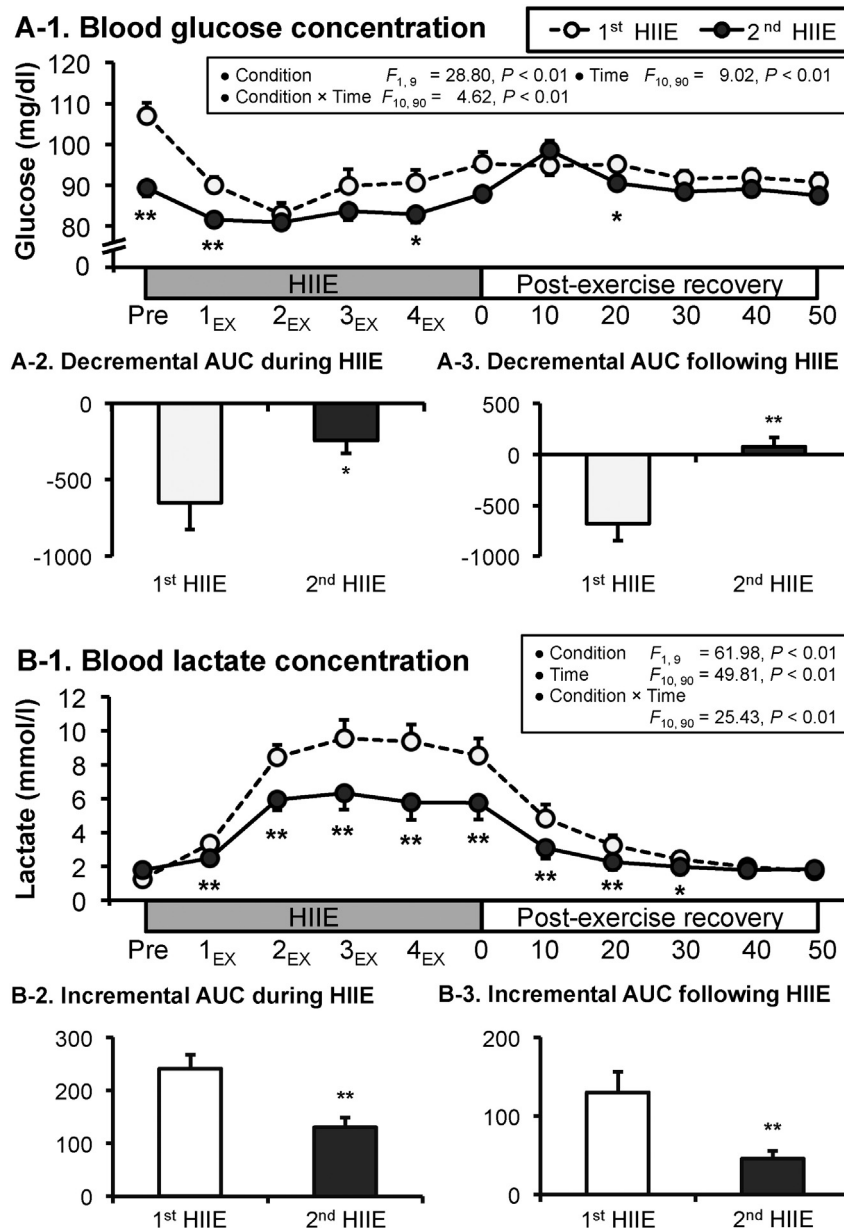 A-1. Blood glucose concentration
1st HIIE 2nd HIIE
● Condition F1, 9 = 28.80, P < 0.01 ● Time F10, 90 = 9.02, P < 0.01
● Condition × Time F10, 90 = 4.62, P < 0.01
Glucose (mg/dl)
120
110
100
90
80
0
** ** * *
HIIE Post-exercise recovery
Pre 1EX 2EX 3EX 4EX 0 10 20 30 40 50
A-2. Decremental AUC during HIIE
0
-500
-1000
*
1st HIIE 2nd HIIE
A-3. Decremental AUC following HIIE
500
0
-500
-1000
**
1st HIIE 2nd HIIE
B-1. Blood lactate concentration
● Condition F1, 9 = 61.98, P < 0.01
● Time F10, 90 = 49.81, P < 0.01
● Condition × Time
F10, 90 = 25.43, P < 0.01
Lactate (mmol/l)
12
10
8
6
4
2
0
** ** ** ** ** ** ** *
HIIE Post-exercise recovery
Pre 1EX 2EX 3EX 4EX 0 10 20 30 40 50
B-2. Incremental AUC during HIIE
300
200
100
0
**
1st HIIE 2nd HIIE
B-3. Incremental AUC following HIIE
200
100
0
**
1st HIIE 2nd HIIE